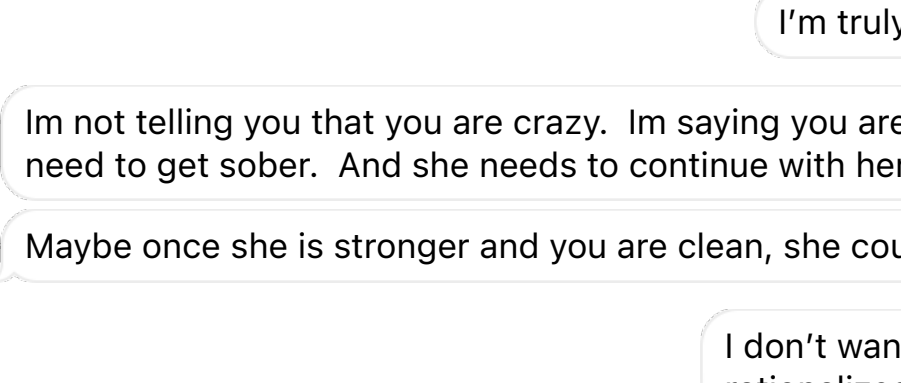 I'm truly
Im not telling you that you are crazy.  Im saying you are
need to get sober.  And she needs to continue with her
Maybe once she is stronger and you are clean, she cou
I don't wan